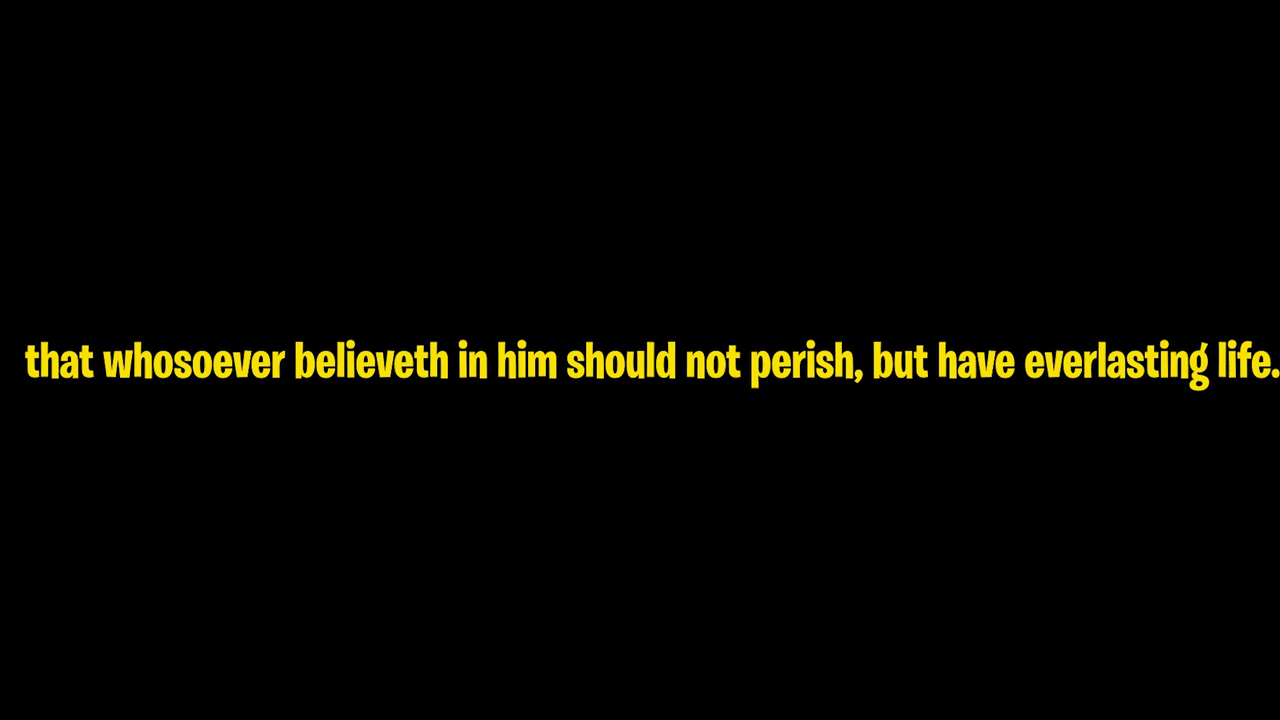 that whosoever believeth in him should not perish, but have everlasting life.